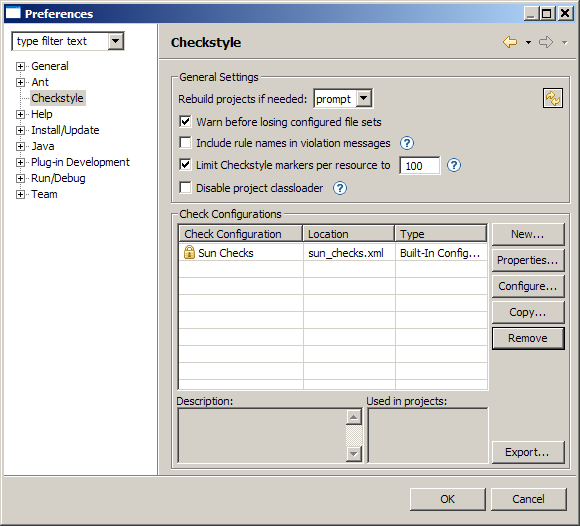 Preferences
type filter text
General
Ant
Checkstyle
Help
Install/Update
Java
Plug-in Development
Run/Debug
Team
Checkstyle
General Settings
Rebuild projects if needed: prompt
Warn before losing configured file sets
Include rule names in violation messages ?
Limit Checkstyle markers per resource to 100 ?
Disable project classloader ?
Check Configurations
Check Configuration Location Type
Sun Checks sun_checks.xml Built-In Config...
New...
Properties...
Configure...
Copy...
Remove
Description: Used in projects:
Export...
OK Cancel